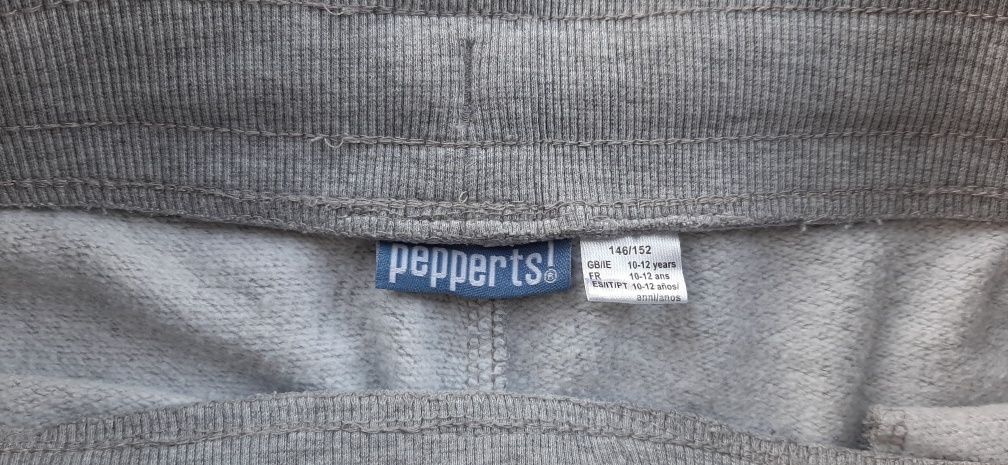 pepperts!®
146/152
GB/IE 10-12 years
FR 10-12 ans
ES/IT/PT 10-12 años/
anni/anos